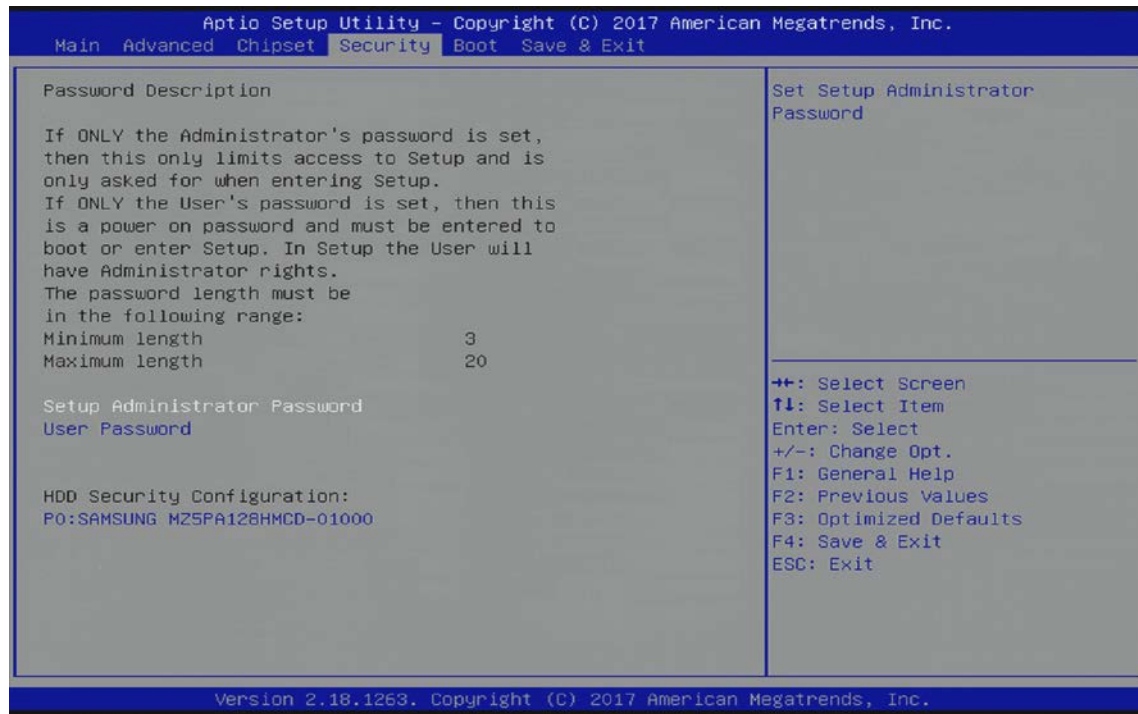 Aptio Setup Utility – Copyright (C) 2017 American Megatrends, Inc.
Main Advanced Chipset Security Boot Save & Exit
Password Description
If ONLY the Administrator's password is set,
then this only limits access to Setup and is
only asked for when entering Setup.
If ONLY the User's password is set, then this
is a power on password and must be entered to
boot or enter Setup. In Setup the User will
have Administrator rights.
The password length must be
in the following range:
Minimum length 3
Maximum length 20
Setup Administrator Password
User Password
HDD Security Configuration:
P0:SAMSUNG MZ5PA128HMCD-01000
Set Setup Administrator
Password
→←: Select Screen
↑↓: Select Item
Enter: Select
+/-: Change Opt.
F1: General Help
F2: Previous Values
F3: Optimized Defaults
F4: Save & Exit
ESC: Exit
Version 2.18.1263. Copyright (C) 2017 American Megatrends, Inc.